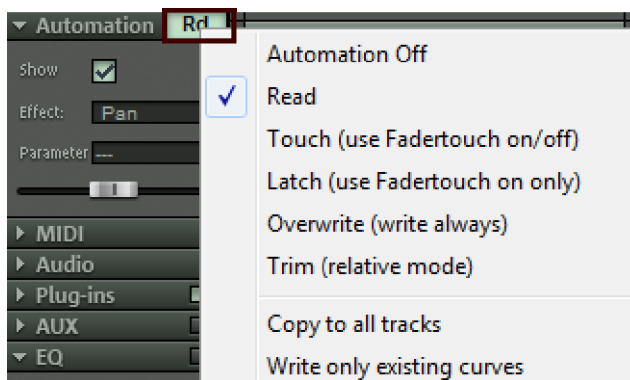 Automation Rd
Show
Effect: Pan
Parameter ---
MIDI
Audio
Plug-ins
AUX
EQ
Automation Off
Read
Touch (use Fadertouch on/off)
Latch (use Fadertouch on only)
Overwrite (write always)
Trim (relative mode)
Copy to all tracks
Write only existing curves